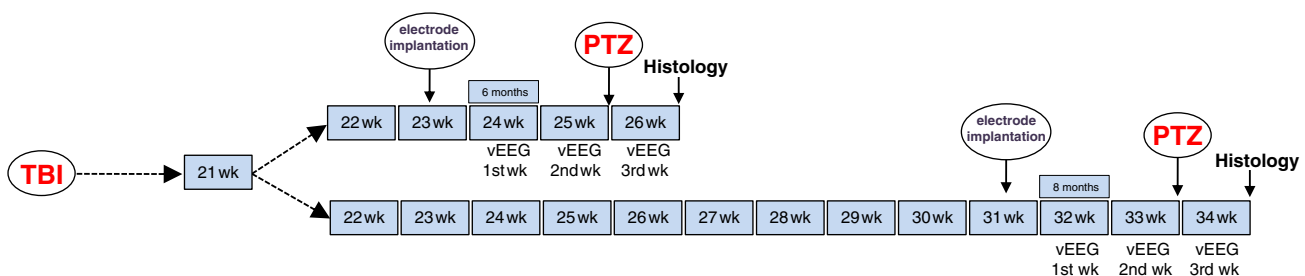 electrode
implantation
PTZ
Histology
6 months
22 wk
23 wk
24 wk
25 wk
26 wk
vEEG
1st wk
vEEG
2nd wk
vEEG
3rd wk
TBI
21 wk
electrode
implantation
PTZ
Histology
8 months
22 wk
23 wk
24 wk
25 wk
26 wk
27 wk
28 wk
29 wk
30 wk
31 wk
32 wk
33 wk
34 wk
vEEG
1st wk
vEEG
2nd wk
vEEG
3rd wk